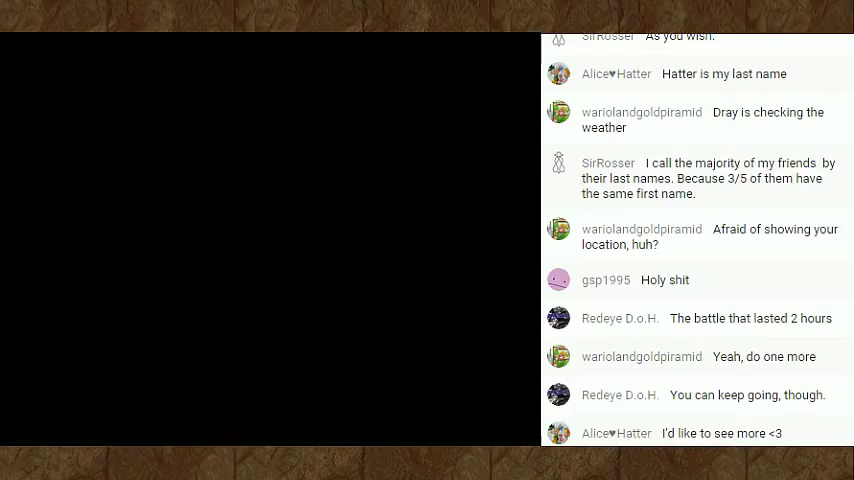 SirRosser As you wish.
Alice♥Hatter Hatter is my last name
wariolandgoldpiramid Dray is checking the
weather
SirRosser I call the majority of my friends by
their last names. Because 3/5 of them have
the same first name.
wariolandgoldpiramid Afraid of showing your
location, huh?
gsp1995 Holy shit
Redeye D.o.H. The battle that lasted 2 hours
wariolandgoldpiramid Yeah, do one more
Redeye D.o.H. You can keep going, though.
Alice♥Hatter I'd like to see more <3